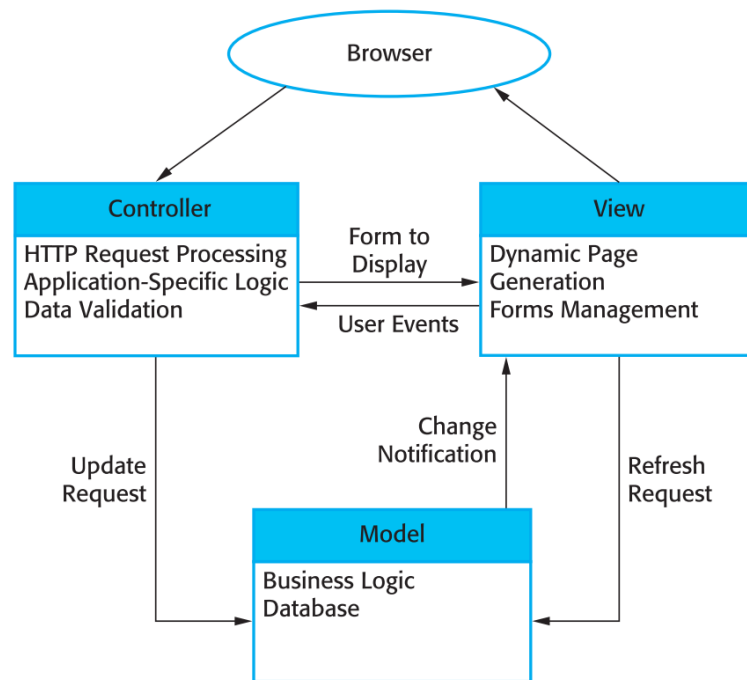 Browser
Controller
HTTP Request Processing
Application-Specific Logic
Data Validation
Form to
Display
User Events
View
Dynamic Page
Generation
Forms Management
Update
Request
Change
Notification
Refresh
Request
Model
Business Logic
Database